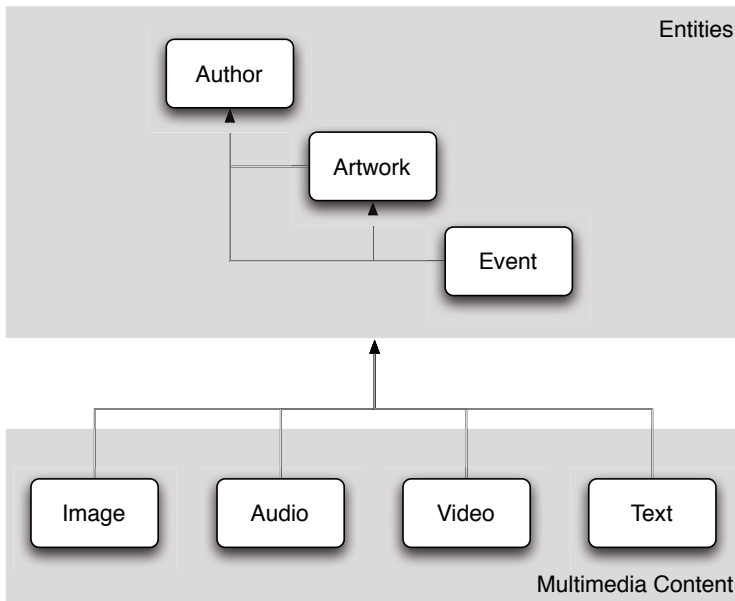 Entities
Author
Artwork
Event
Image
Audio
Video
Text
Multimedia Content